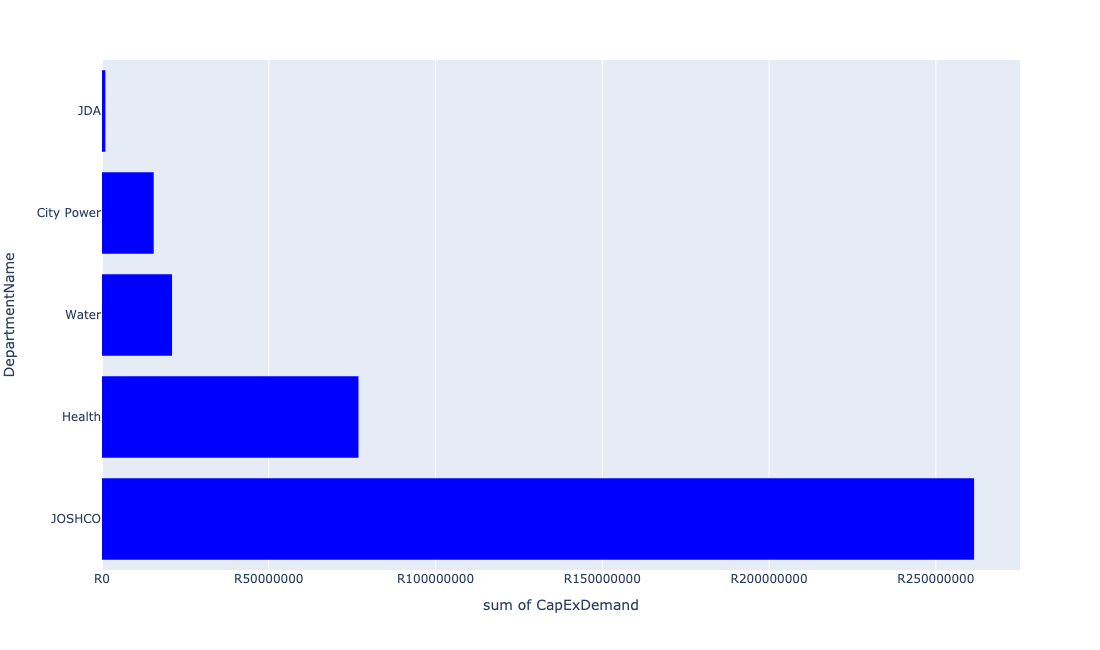 JDA
City Power
Water
Health
JOSHCO
DepartmentName
R0
R50000000
R100000000
R150000000
R200000000
R250000000
sum of CapExDemand